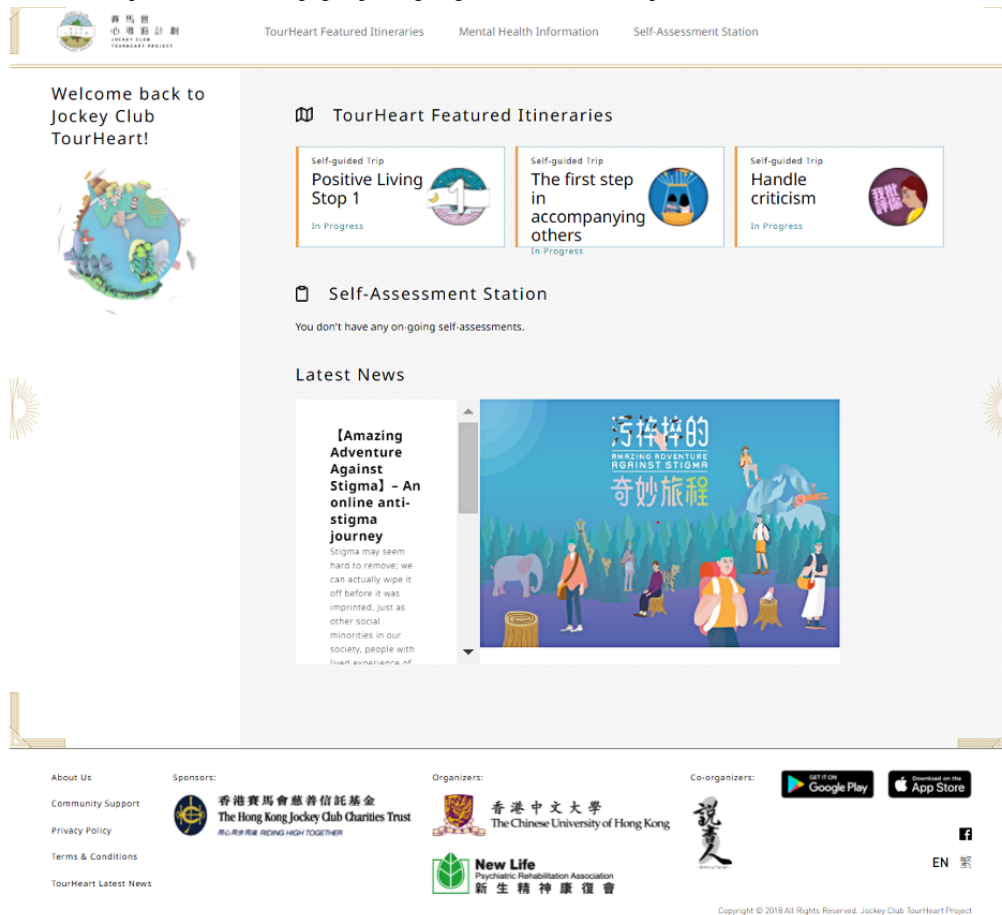 賽馬會
心導遊計劃
JOCKEY CLUB
TOURHEART PROJECT
TourHeart Featured Itineraries
Mental Health Information
Self-Assessment Station
Welcome back to
Jockey Club
TourHeart!
TourHeart Featured Itineraries
Self-guided Trip
Positive Living
Stop 1
In Progress
1
Self-guided Trip
The first step
in
accompanying
others
In Progress
Self-guided Trip
Handle
criticism
In Progress
Self-Assessment Station
You don't have any on-going self-assessments.
Latest News
【Amazing
Adventure
Against
Stigma】– An
online anti-
stigma
journey
Stigma may seem
hard to remove; we
can actually wipe it
off before it was
imprinted. Just as
other social
minorities in our
society, people with
lived experience of
污捽捽的
AMAZING ADVENTURE
AGAINST STIGMA
奇妙旅程
About Us
Community Support
Privacy Policy
Terms & Conditions
TourHeart Latest News
Sponsors:
香港賽馬會慈善信託基金
The Hong Kong Jockey Club Charities Trust
同心同步同進 RIDING HIGH TOGETHER
Organizers:
香港中文大學
The Chinese University of Hong Kong
New Life
Psychiatric Rehabilitation Association
新生精神康復會
Co-organizers:
說書人
GET IT ON
Google Play
Download on the
App Store
EN 繁
Copyright © 2018 All Rights Reserved. Jockey Club TourHeart Project